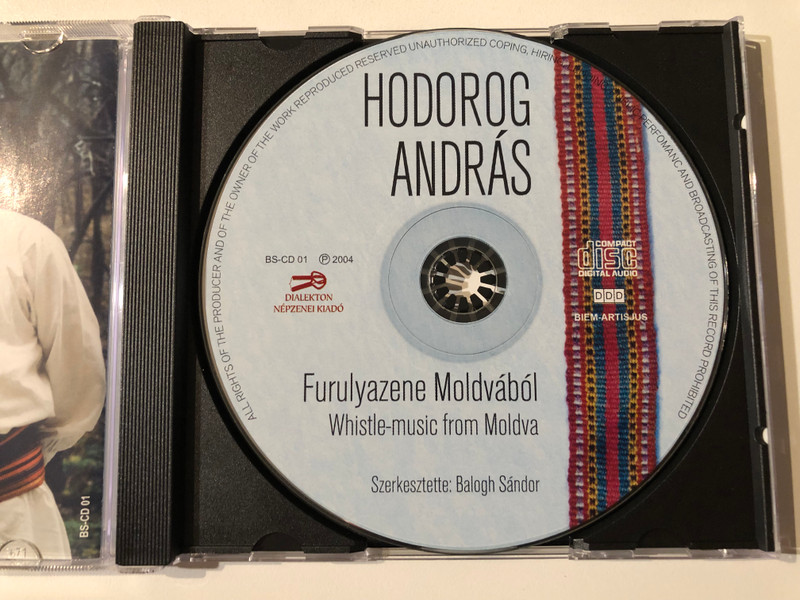 ALL RIGHTS OF THE PRODUCER AND OF THE OWNER OF THE WORK REPRODUCED RESERVED UNAUTHORIZED COPING, HIRING, PERFOMANC AND BROADCASTING OF THIS RECORD PROHIBITED
HODOROG
ANDRÁS
BS-CD 01 Ⓟ 2004
DIALEKTON
NÉPZENEI KIADÓ
COMPACT
disc
DIGITAL AUDIO
DDD
BIEM-ARTISJUS
Furulyazene Moldvából
Whistle-music from Moldva
Szerkesztette: Balogh Sándor
BS-CD 01